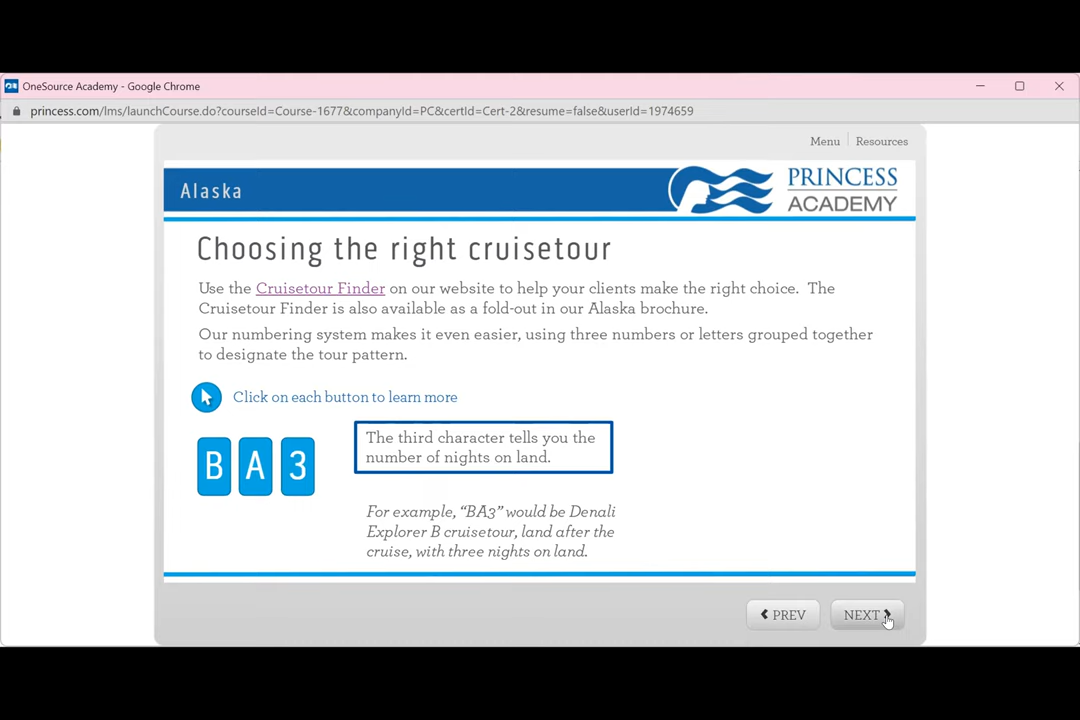 OneSource Academy - Google Chrome
princess.com/lms/launchCourse.do?courseId=Course-1677&companyId=PC&certId=Cert-2&resume=false&userId=1974659
Menu Resources
Alaska
PRINCESS
ACADEMY
Choosing the right cruisetour
Use the Cruisetour Finder on our website to help your clients make the right choice. The
Cruisetour Finder is also available as a fold-out in our Alaska brochure.
Our numbering system makes it even easier, using three numbers or letters grouped together
to designate the tour pattern.
Click on each button to learn more
B A 3
The third character tells you the
number of nights on land.
For example, “BA3” would be Denali
Explorer B cruisetour, land after the
cruise, with three nights on land.
PREV NEXT